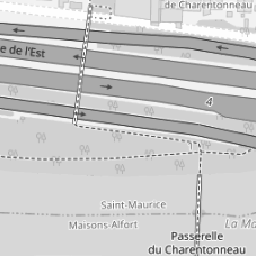 de Charentonneau
e de l'Est
4
Saint-Maurice
Maisons-Alfort
La Ma
Passerelle
du Charentonneau